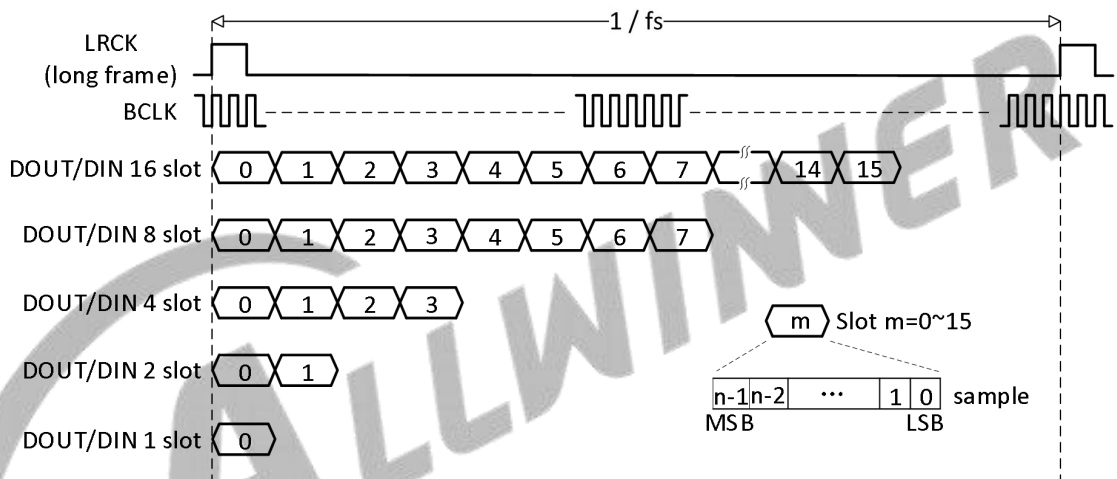 1 / fs
LRCK
(long frame)
BCLK
DOUT/DIN 16 slot 0 1 2 3 4 5 6 7 14 15
DOUT/DIN 8 slot 0 1 2 3 4 5 6 7
DOUT/DIN 4 slot 0 1 2 3
m Slot m=0~15
DOUT/DIN 2 slot 0 1
n-1 n-2 ··· 1 0 sample
MSB LSB
DOUT/DIN 1 slot 0
ALLWINNER